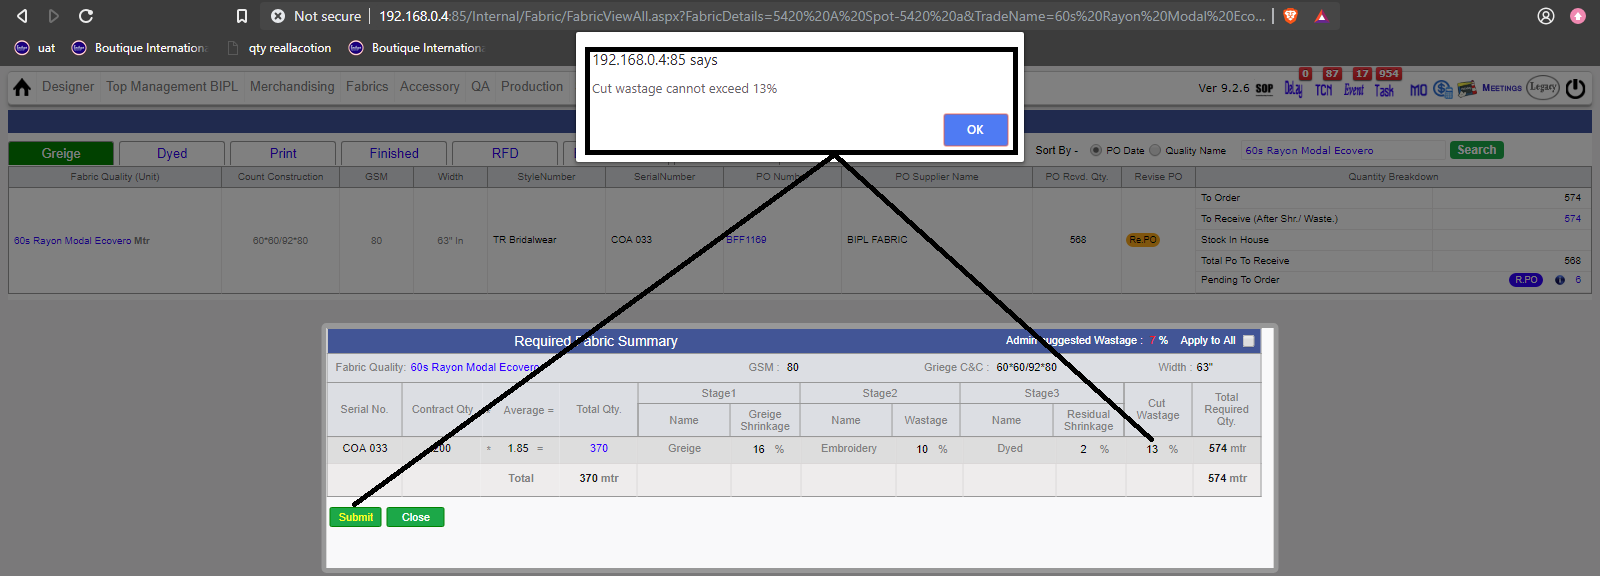 Not secure 192.168.0.4:85/Internal/Fabric/FabricViewAll.aspx?FabricDetails=5420%20A%20Spot-5420%20a&TradeName=60s%20Rayon%20Modal%20Eco...
uat Boutique Internationa qty reallacotion Boutique Internationa
192.168.0.4:85 says
Cut wastage cannot exceed 13%
OK
Designer Top Management BIPL Merchandising Fabrics Accessory QA Production
Ver 9.2.6 SOP Delay 0 TCN 87 Event 17 Task 954 MO MEETINGS Legacy
Greige Dyed Print Finished RFD
Sort By - PO Date Quality Name 60s Rayon Modal Ecovero Search
Fabric Quality (Unit) Count Construction GSM Width StyleNumber SerialNumber PO Number PO Supplier Name PO Rcvd. Qty. Revise PO Quantity Breakdown
60s Rayon Modal Ecovero Mtr 60*60/92*80 80 63" In TR Bridalwear COA 033 BFF1169 BIPL FABRIC 568 Re.PO
To Order 574
To Receive (After Shr./ Waste.) 574
Stock In House
Total Po To Receive 568
Pending To Order R.PO 6
Required Fabric Summary Admin suggested Wastage : 7 % Apply to All
Fabric Quality: 60s Rayon Modal Ecovero GSM : 80 Griege C&C : 60*60/92*80 Width : 63"
Serial No. Contract Qty Average = Total Qty. Stage1 Stage2 Stage3 Cut Wastage Total Required Qty.
Name Greige Shrinkage Name Wastage Name Residual Shrinkage
COA 033 200 * 1.85 = 370 Greige 16 % Embroidery 10 % Dyed 2 % 13 % 574 mtr
Total 370 mtr 574 mtr
Submit Close